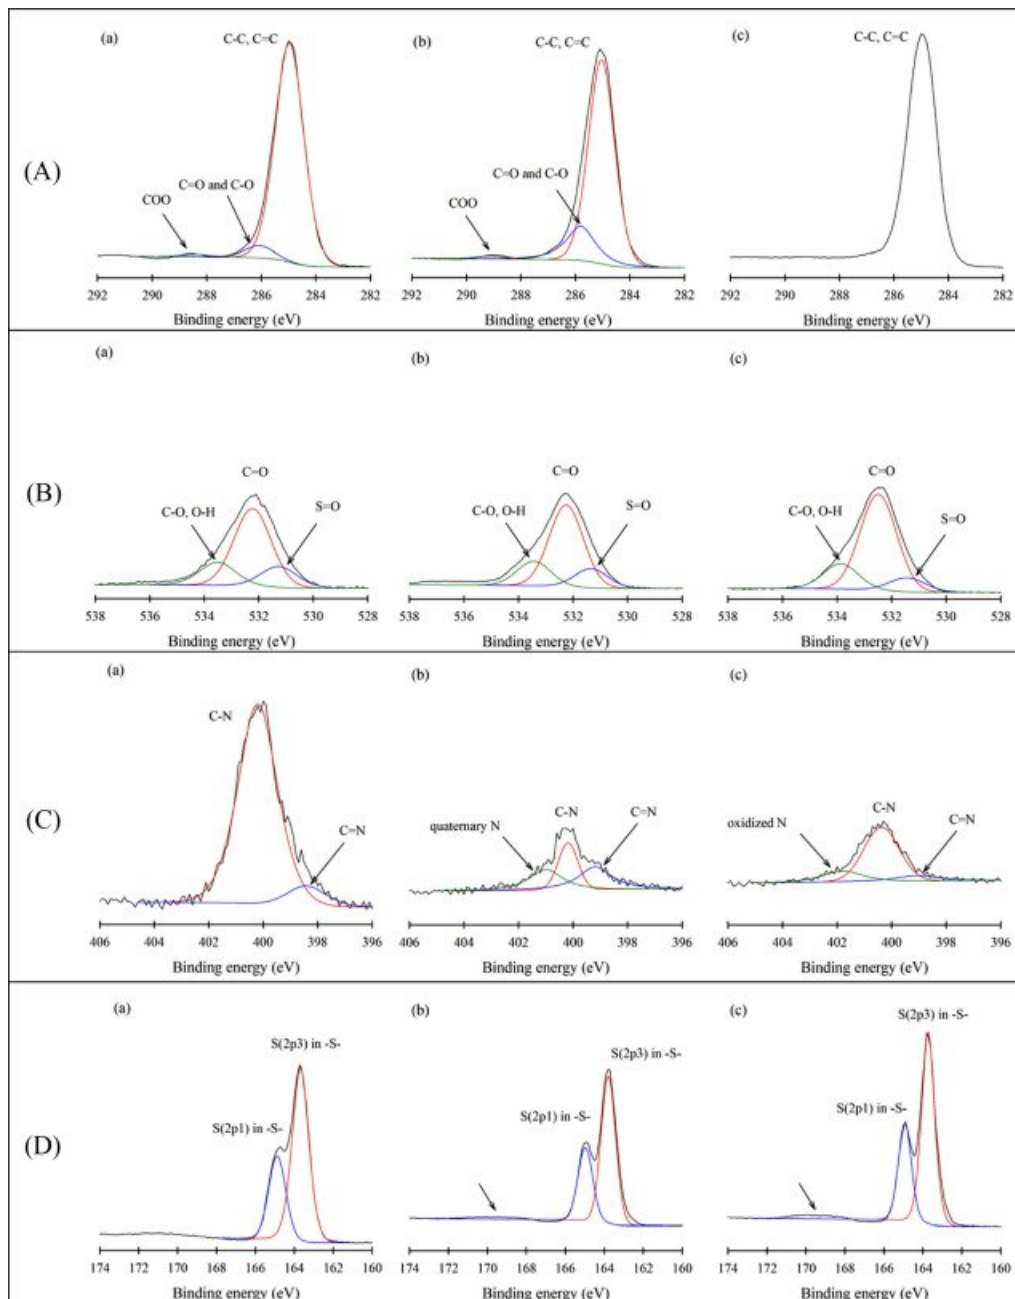 (A)
(a)
C-C, C=C
C=O and C-O
COO
292 290 288 286 284 282
Binding energy (eV)
(b)
C-C, C=C
C=O and C-O
COO
292 290 288 286 284 282
Binding energy (eV)
(c)
C-C, C=C
292 290 288 286 284 282
Binding energy (eV)
(B)
(a)
C=O
C-O, O-H
S=O
538 536 534 532 530 528
Binding energy (eV)
(b)
C=O
C-O, O-H
S=O
538 536 534 532 530 528
Binding energy (eV)
(c)
C=O
C-O, O-H
S=O
538 536 534 532 530 528
Binding energy (eV)
(C)
(a)
C-N
C=N
406 404 402 400 398 396
Binding energy (eV)
(b)
quaternary N
C-N
C=N
406 404 402 400 398 396
Binding energy (eV)
(c)
oxidized N
C-N
C=N
406 404 402 400 398 396
Binding energy (eV)
(D)
(a)
S(2p3) in -S-
S(2p1) in -S-
174 172 170 168 166 164 162 160
Binding energy (eV)
(b)
S(2p3) in -S-
S(2p1) in -S-
174 172 170 168 166 164 162 160
Binding energy (eV)
(c)
S(2p3) in -S-
S(2p1) in -S-
174 172 170 168 166 164 162 160
Binding energy (eV)